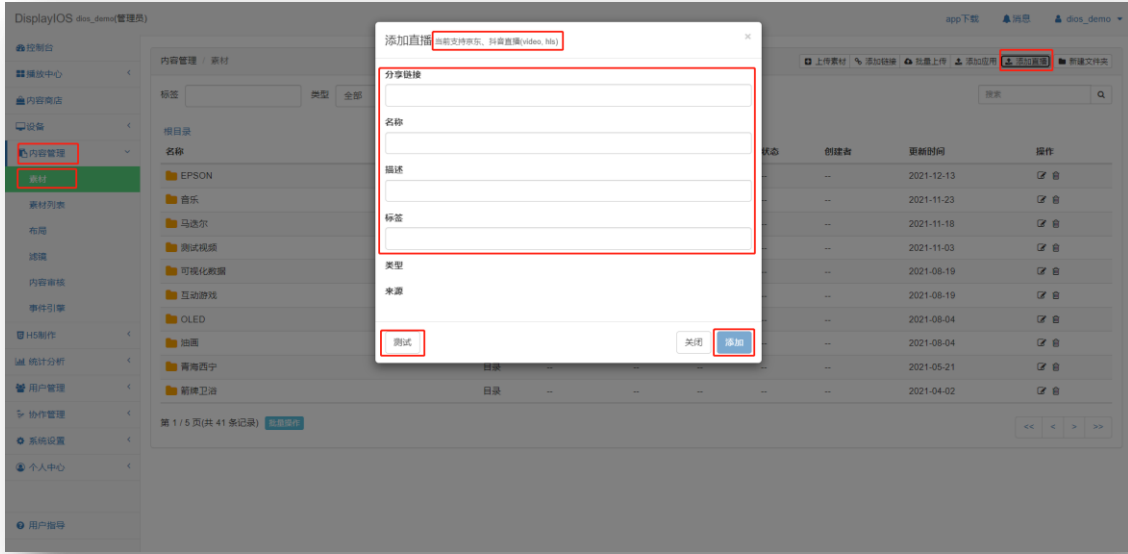 DisplayIOS dios_demo(管理员)
app下载 消息 dios_demo
控制台
播放中心
内容商店
设备
内容管理
素材
素材列表
布局
滤镜
内容审核
事件引擎
H5制作
统计分析
用户管理
协作管理
系统设置
个人中心
用户指导
内容管理 / 素材
上传素材 添加链接 批量上传 添加应用 添加直播 新建文件夹
标签 类型 全部 搜索
根目录
名称 状态 创建者 更新时间 操作
EPSON -- -- 2021-12-13
音乐 -- -- 2021-11-23
马迭尔 -- -- 2021-11-18
测试视频 -- -- 2021-11-03
可视化数据 -- -- 2021-08-19
互动游戏 -- -- 2021-08-19
OLED -- -- 2021-08-04
油画 -- -- 2021-08-04
青海西宁 目录 -- -- -- -- -- 2021-05-21
箭牌卫浴 目录 -- -- -- -- -- 2021-04-02
第 1 / 5 页(共 41 条记录) 批量操作
<< < > >>
添加直播 当前支持京东、抖音直播(video, hls) ×
分享链接
名称
描述
标签
类型
来源
测试 关闭 添加